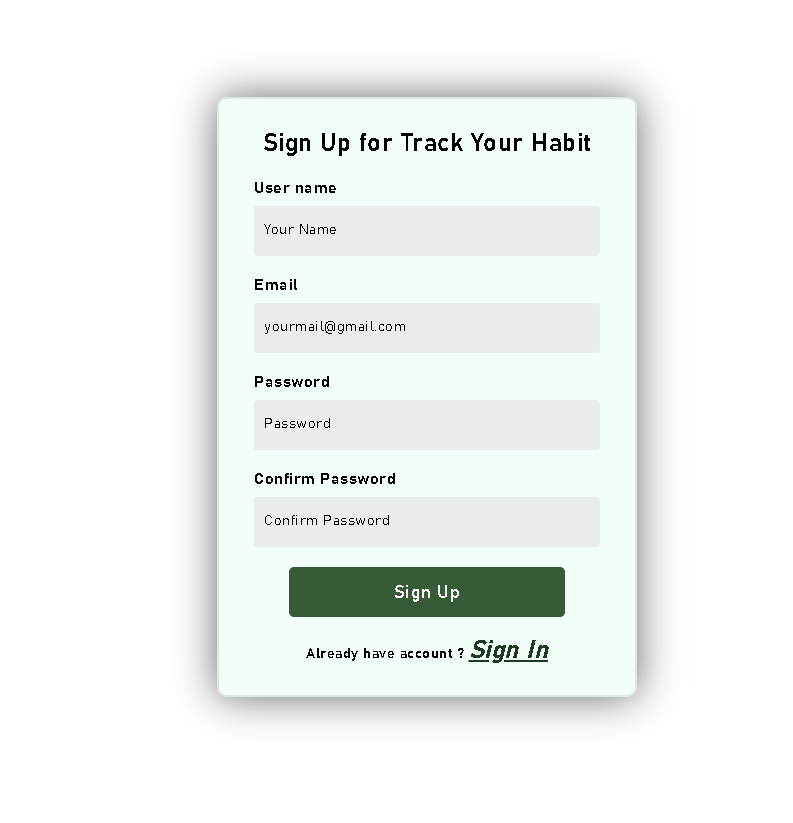 Sign Up for Track Your Habit
User name
Your Name
Email
yourmail@gmail.com
Password
Password
Confirm Password
Confirm Password
Sign Up
Already have account ? Sign In